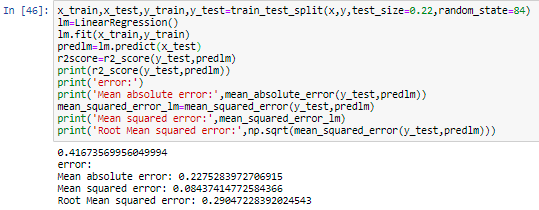 In [46]: x_train,x_test,y_train,y_test=train_test_split(x,y,test_size=0.22,random_state=84)
lm=LinearRegression()
lm.fit(x_train,y_train)
predlm=lm.predict(x_test)
r2score=r2_score(y_test,predlm)
print(r2_score(y_test,predlm))
print('error:')
print('Mean absolute error:',mean_absolute_error(y_test,predlm))
mean_squared_error_lm=mean_squared_error(y_test,predlm)
print('Mean squared error:',mean_squared_error_lm)
print('Root Mean squared error:',np.sqrt(mean_squared_error(y_test,predlm)))
0.41673569956049994
error:
Mean absolute error: 0.2275283972706915
Mean squared error: 0.08437414772584366
Root Mean squared error: 0.29047228392024543